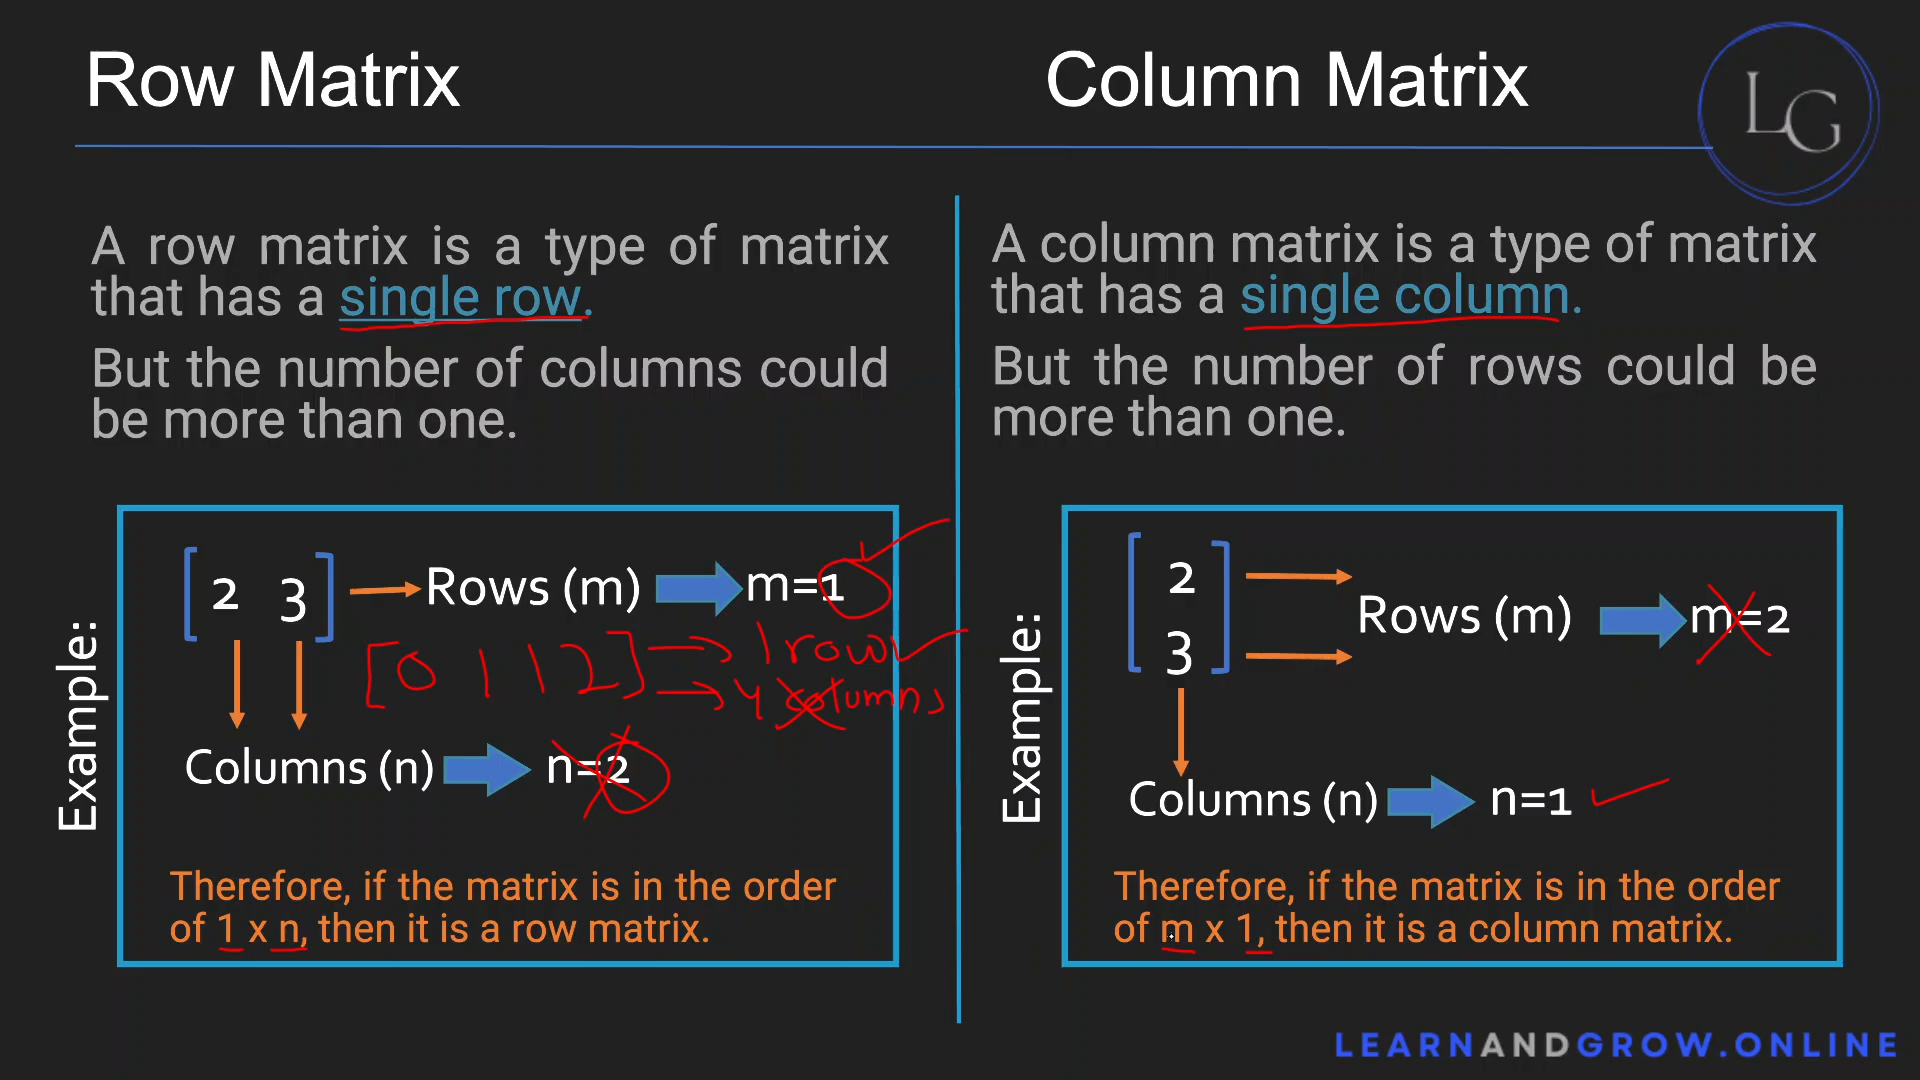 Row Matrix
Column Matrix
LG
A row matrix is a type of matrix
that has a single row.
But the number of columns could
be more than one.
Example:
[2 3]
Rows (m)
m=1
[0 1 1 2]
1 row
4 columns
Columns (n)
n=2
Therefore, if the matrix is in the order
of 1 x n, then it is a row matrix.
A column matrix is a type of matrix
that has a single column.
But the number of rows could be
more than one.
Example:
2
3
Rows (m)
m=2
Columns (n)
n=1
Therefore, if the matrix is in the order
of m x 1, then it is a column matrix.
LEARNANDGROW.ONLINE